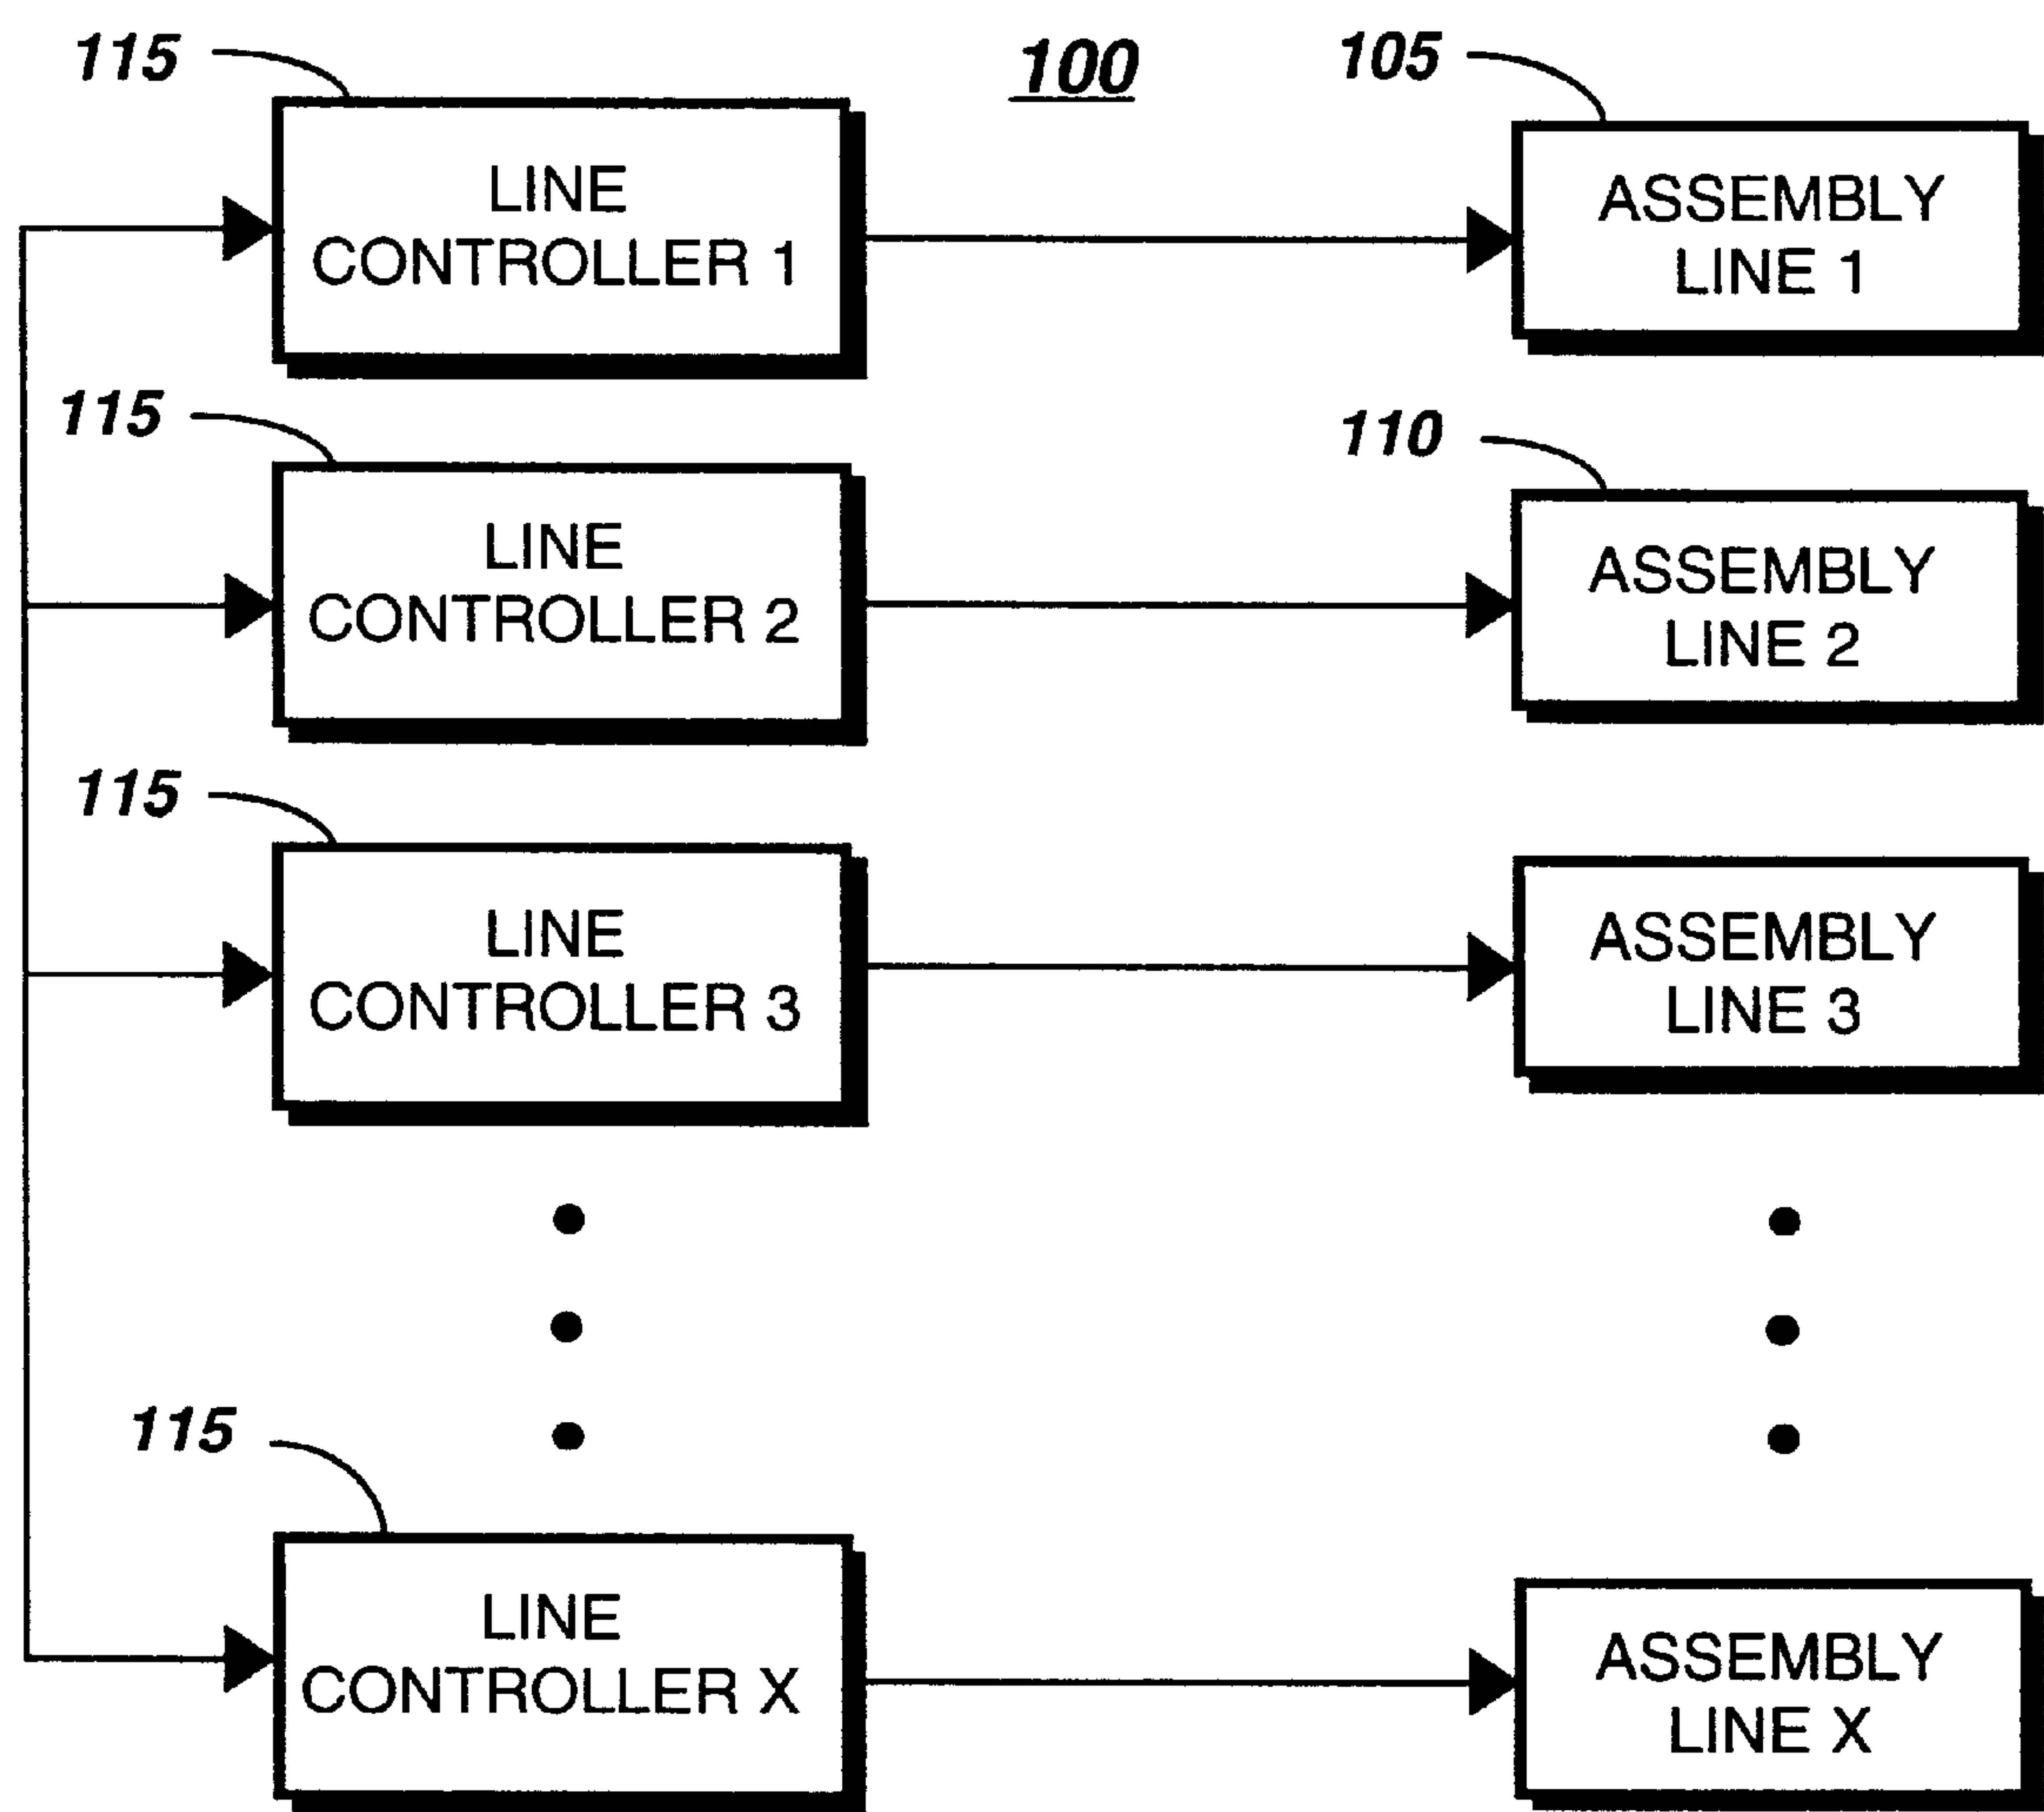 115
100
105
LINE
CONTROLLER 1
ASSEMBLY
LINE 1
115
110
LINE
CONTROLLER 2
ASSEMBLY
LINE 2
115
LINE
CONTROLLER 3
ASSEMBLY
LINE 3
115
LINE
CONTROLLER X
ASSEMBLY
LINE X